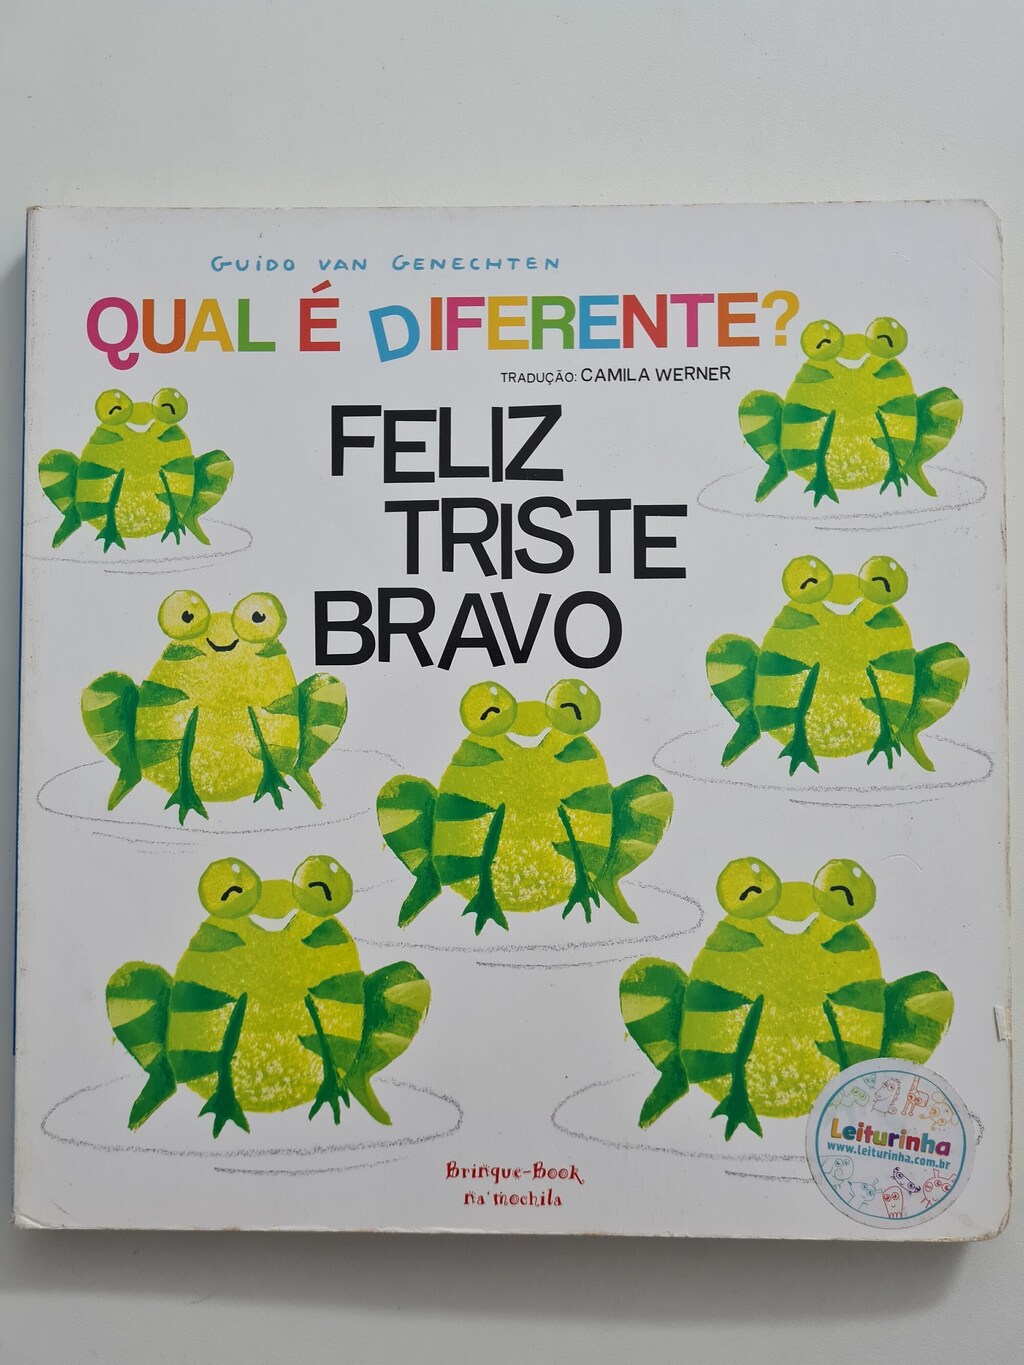 GUIDO VAN GENECHTEN
QUAL É DIFERENTE?
TRADUÇÃO: CAMILA WERNER
FELIZ
TRISTE
BRAVO
Leiturinha
www.leiturinha.com.br
Brinque-Book
na mochila